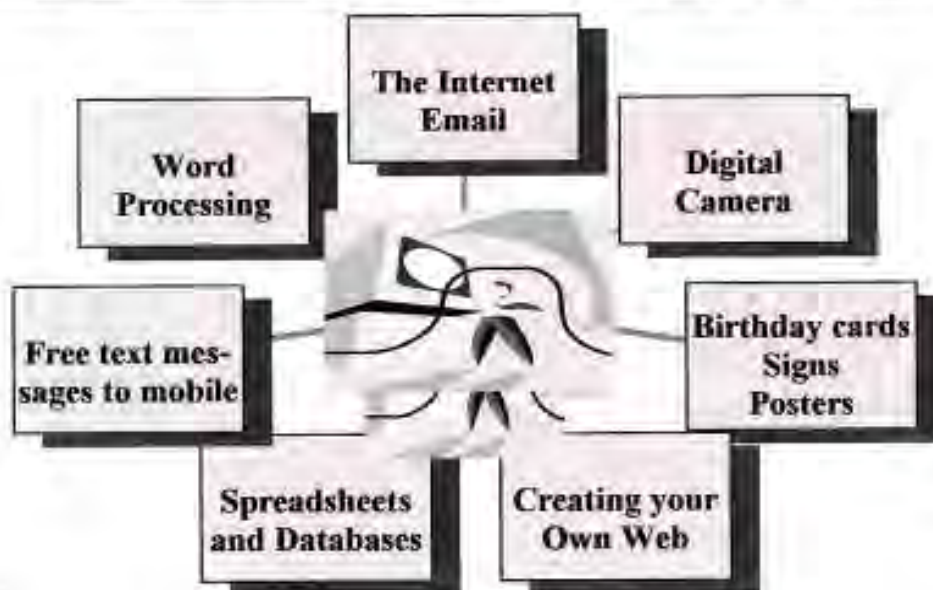 The Internet
Email
Word
Processing
Digital
Camera
Free text mes-
sages to mobile
Birthday cards
Signs
Posters
Spreadsheets
and Databases
Creating your
Own Web